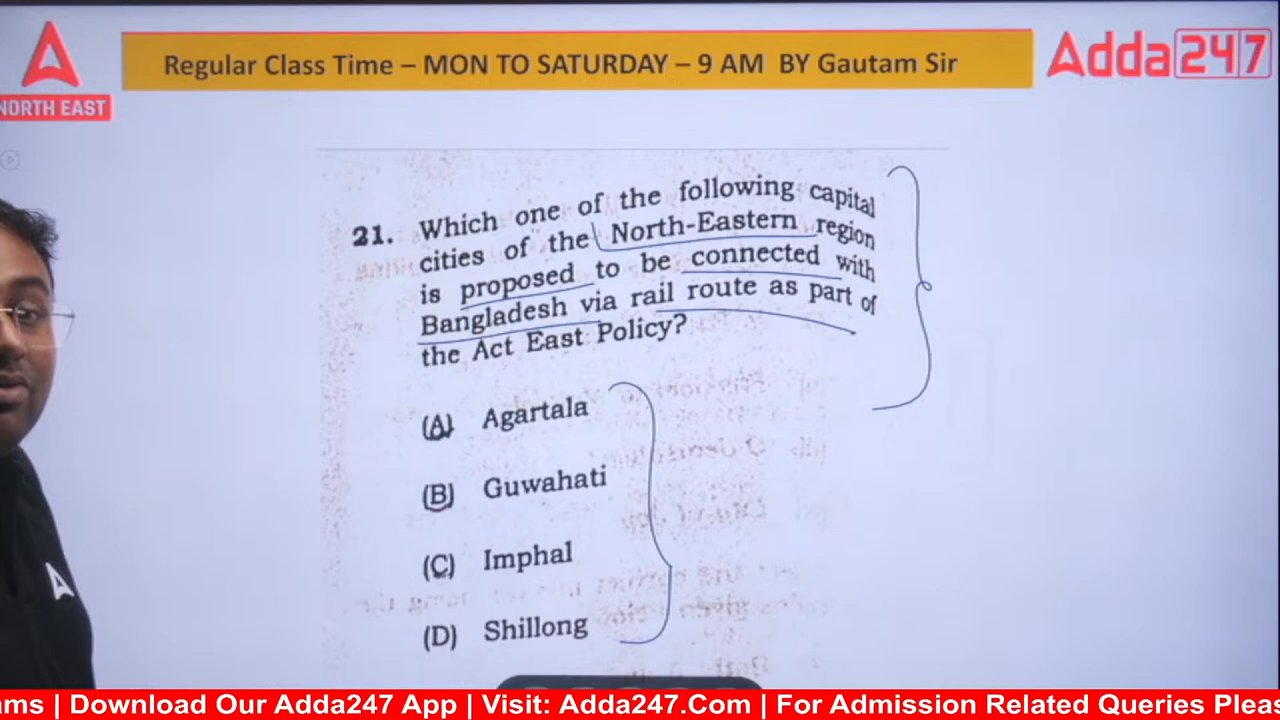 Regular Class Time – MON TO SATURDAY – 9 AM BY Gautam Sir
Adda247
NORTH EAST
21. Which one of the following capital
cities of the North-Eastern region
is proposed to be connected with
Bangladesh via rail route as part of
the Act East Policy?
(A) Agartala
(B) Guwahati
(C) Imphal
(D) Shillong
ams | Download Our Adda247 App | Visit: Adda247.Com | For Admission Related Queries Pleas